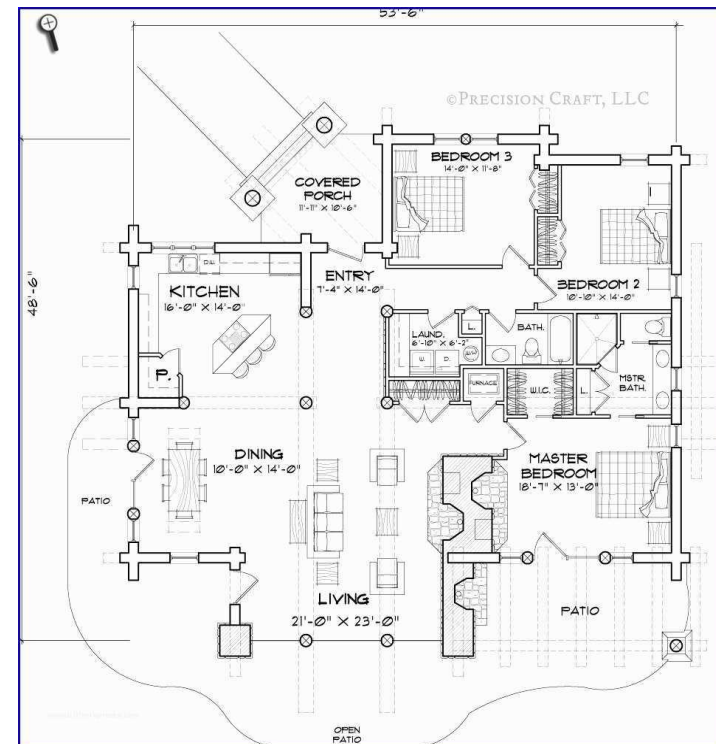 53'-6"
©PRECISION CRAFT, LLC
BEDROOM 3
14'-0" X 11'-8"
COVERED
PORCH
11'-11" X 10'-6"
48'-6"
D.W.
KITCHEN
16'-0" X 14'-0"
ENTRY
7'-4" X 14'-0"
BEDROOM 2
10'-10" X 14'-0"
LAUND.
6'-10" X 6'-2"
L.
BATH.
W.
D.
P.
FURNACE
W.I.C.
L.
MSTR.
BATH.
DINING
10'-0" X 14'-0"
MASTER
BEDROOM
18'-7" X 13'-0"
PATIO
LIVING
21'-0" X 23'-0"
PATIO
OPEN
PATIO